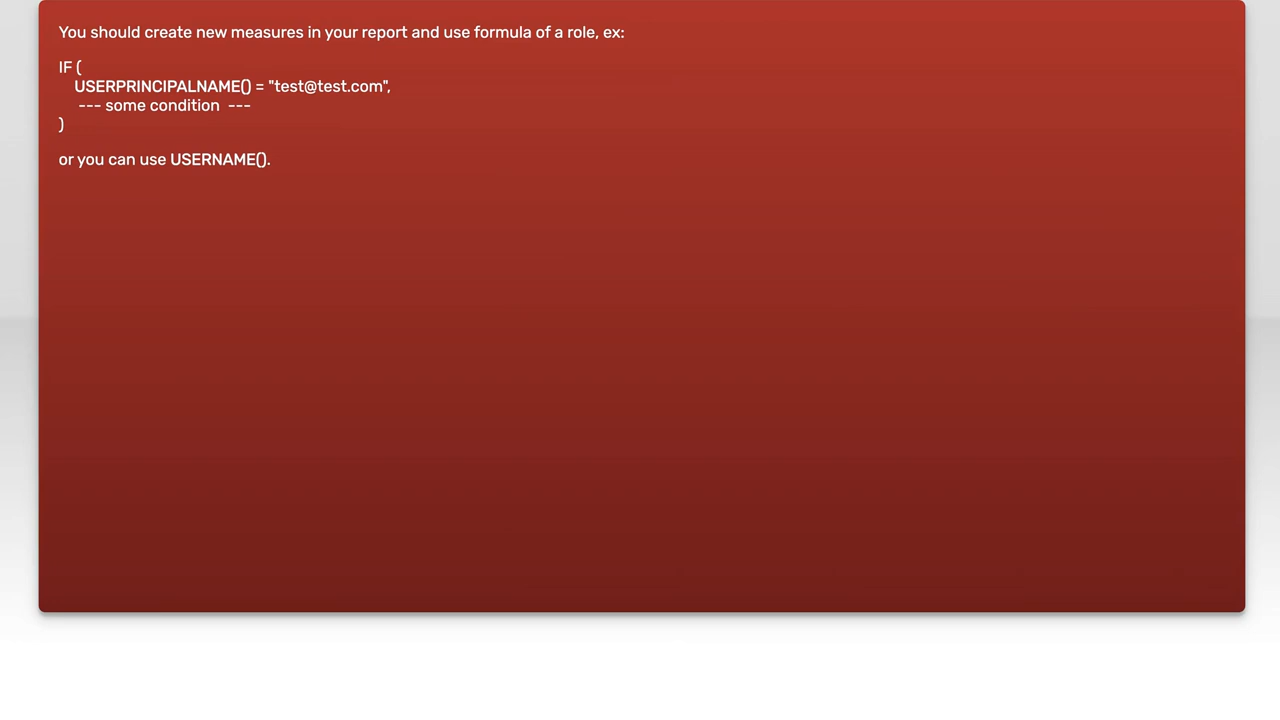 You should create new measures in your report and use formula of a role, ex:
IF (
USERPRINCIPALNAME() = "test@test.com",
--- some condition  ---
)
or you can use USERNAME().